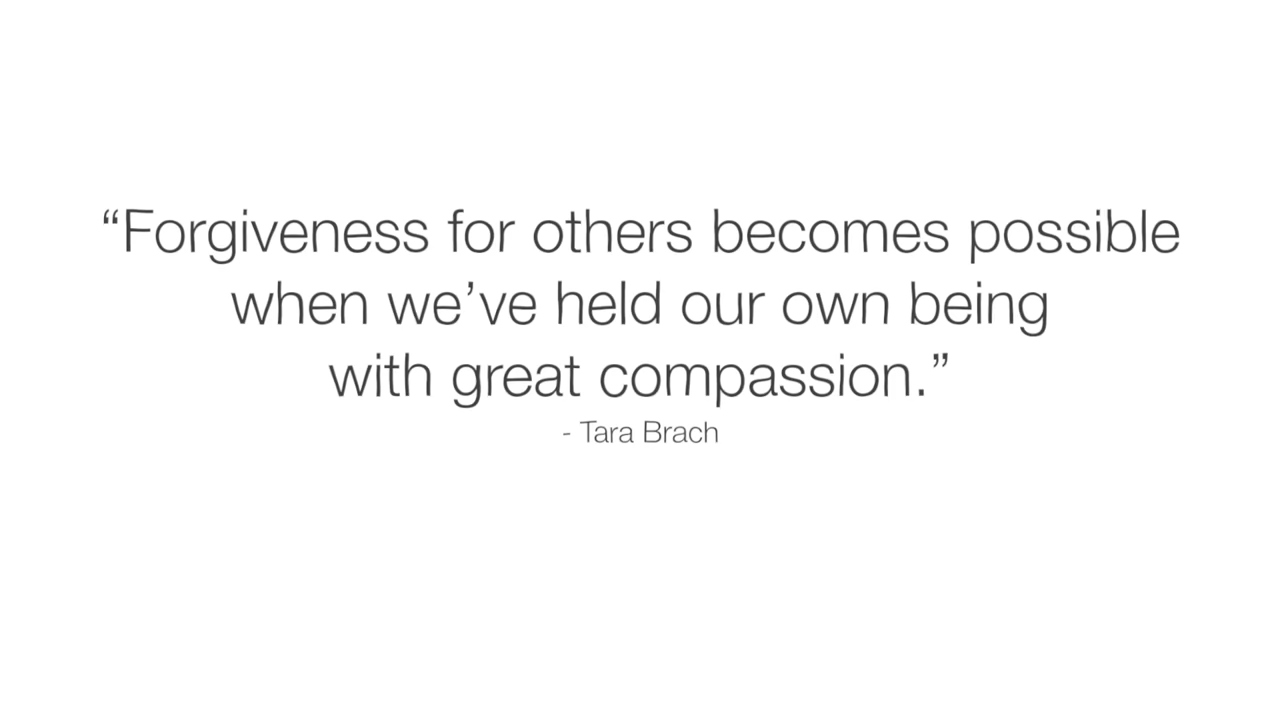 “Forgiveness for others becomes possible
when we’ve held our own being
with great compassion.”
- Tara Brach